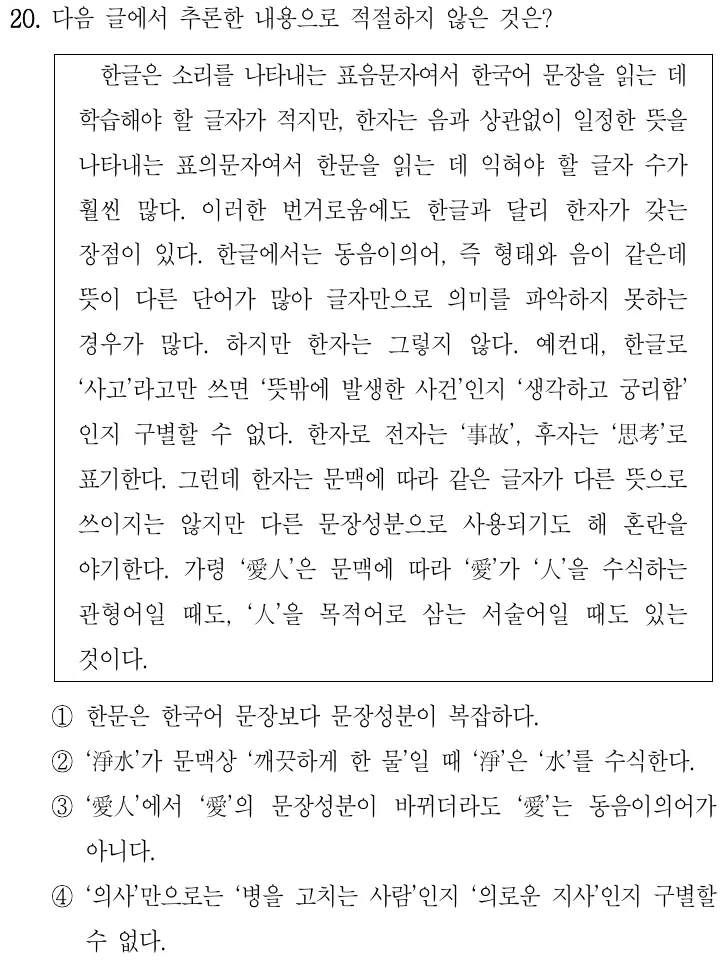 20. 다음 글에서 추론한 내용으로 적절하지 않은 것은?
한글은 소리를 나타내는 표음문자여서 한국어 문장을 읽는 데
학습해야 할 글자가 적지만, 한자는 음과 상관없이 일정한 뜻을
나타내는 표의문자여서 한문을 읽는 데 익혀야 할 글자 수가
훨씬 많다. 이러한 번거로움에도 한글과 달리 한자가 갖는
장점이 있다. 한글에서는 동음이의어, 즉 형태와 음이 같은데
뜻이 다른 단어가 많아 글자만으로 의미를 파악하지 못하는
경우가 많다. 하지만 한자는 그렇지 않다. 예컨대, 한글로
‘사고’라고만 쓰면 ‘뜻밖에 발생한 사건’인지 ‘생각하고 궁리함’
인지 구별할 수 없다. 한자로 전자는 ‘事故’, 후자는 ‘思考’로
표기한다. 그런데 한자는 문맥에 따라 같은 글자가 다른 뜻으로
쓰이지는 않지만 다른 문장성분으로 사용되기도 해 혼란을
야기한다. 가령 ‘愛人’은 문맥에 따라 ‘愛’가 ‘人’을 수식하는
관형어일 때도, ‘人’을 목적어로 삼는 서술어일 때도 있는
것이다.
① 한문은 한국어 문장보다 문장성분이 복잡하다.
② ‘淨水’가 문맥상 ‘깨끗하게 한 물’일 때 ‘淨’은 ‘水’를 수식한다.
③ ‘愛人’에서 ‘愛’의 문장성분이 바뀌더라도 ‘愛’는 동음이의어가
아니다.
④ ‘의사’만으로는 ‘병을 고치는 사람’인지 ‘의로운 지사’인지 구별할
수 없다.